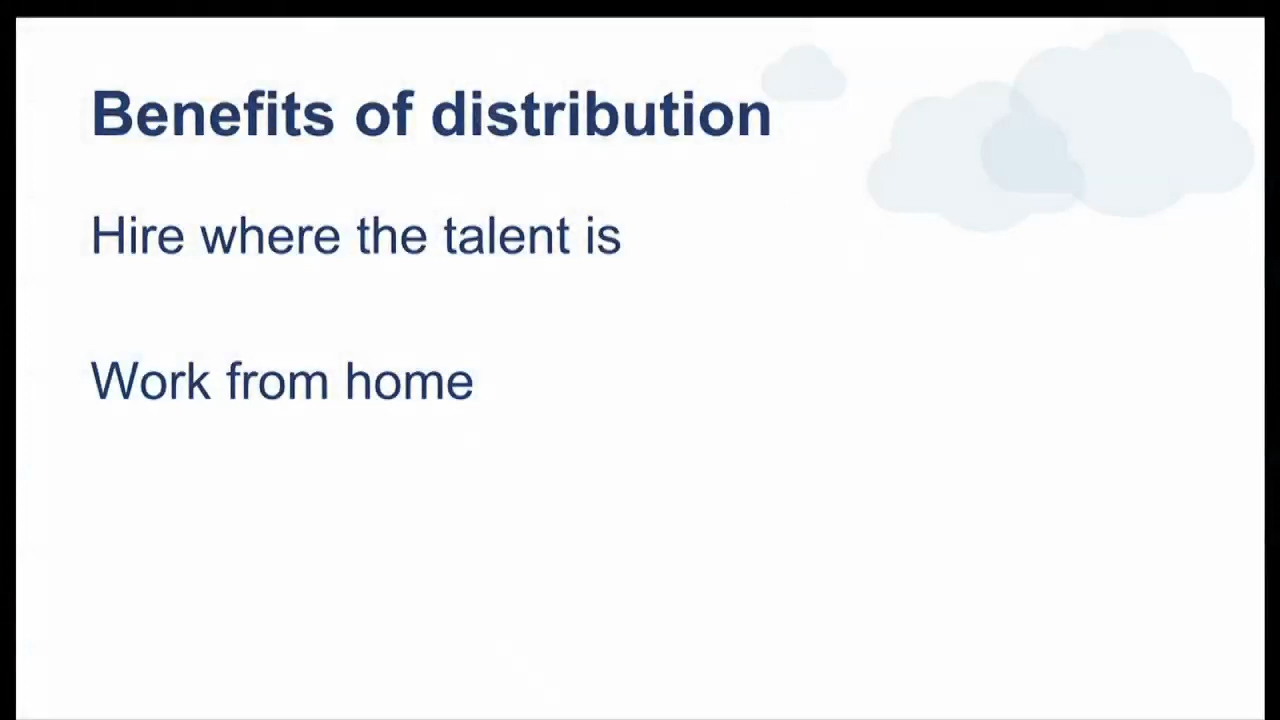 Benefits of distribution
Hire where the talent is
Work from home